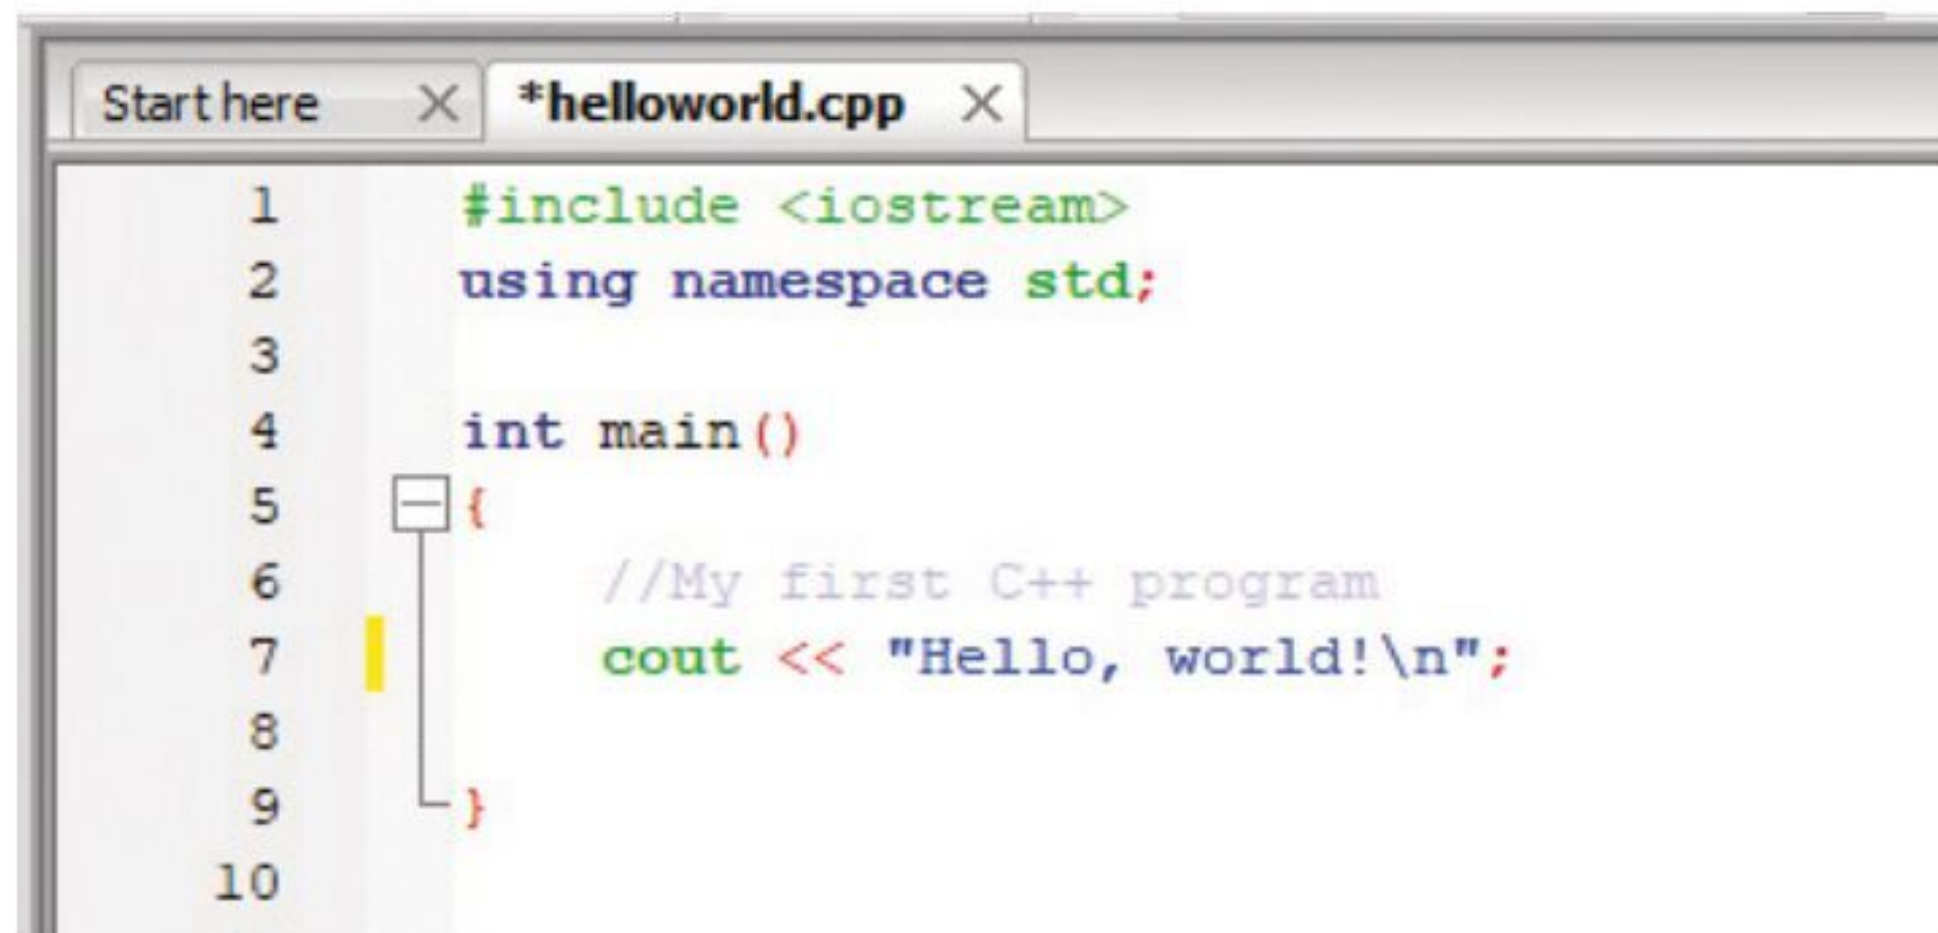 Start here *helloworld.cpp
1 #include <iostream>
2 using namespace std;
3
4 int main()
5 {
6 //My first C++ program
7 cout << "Hello, world!\n";
8
9 }
10